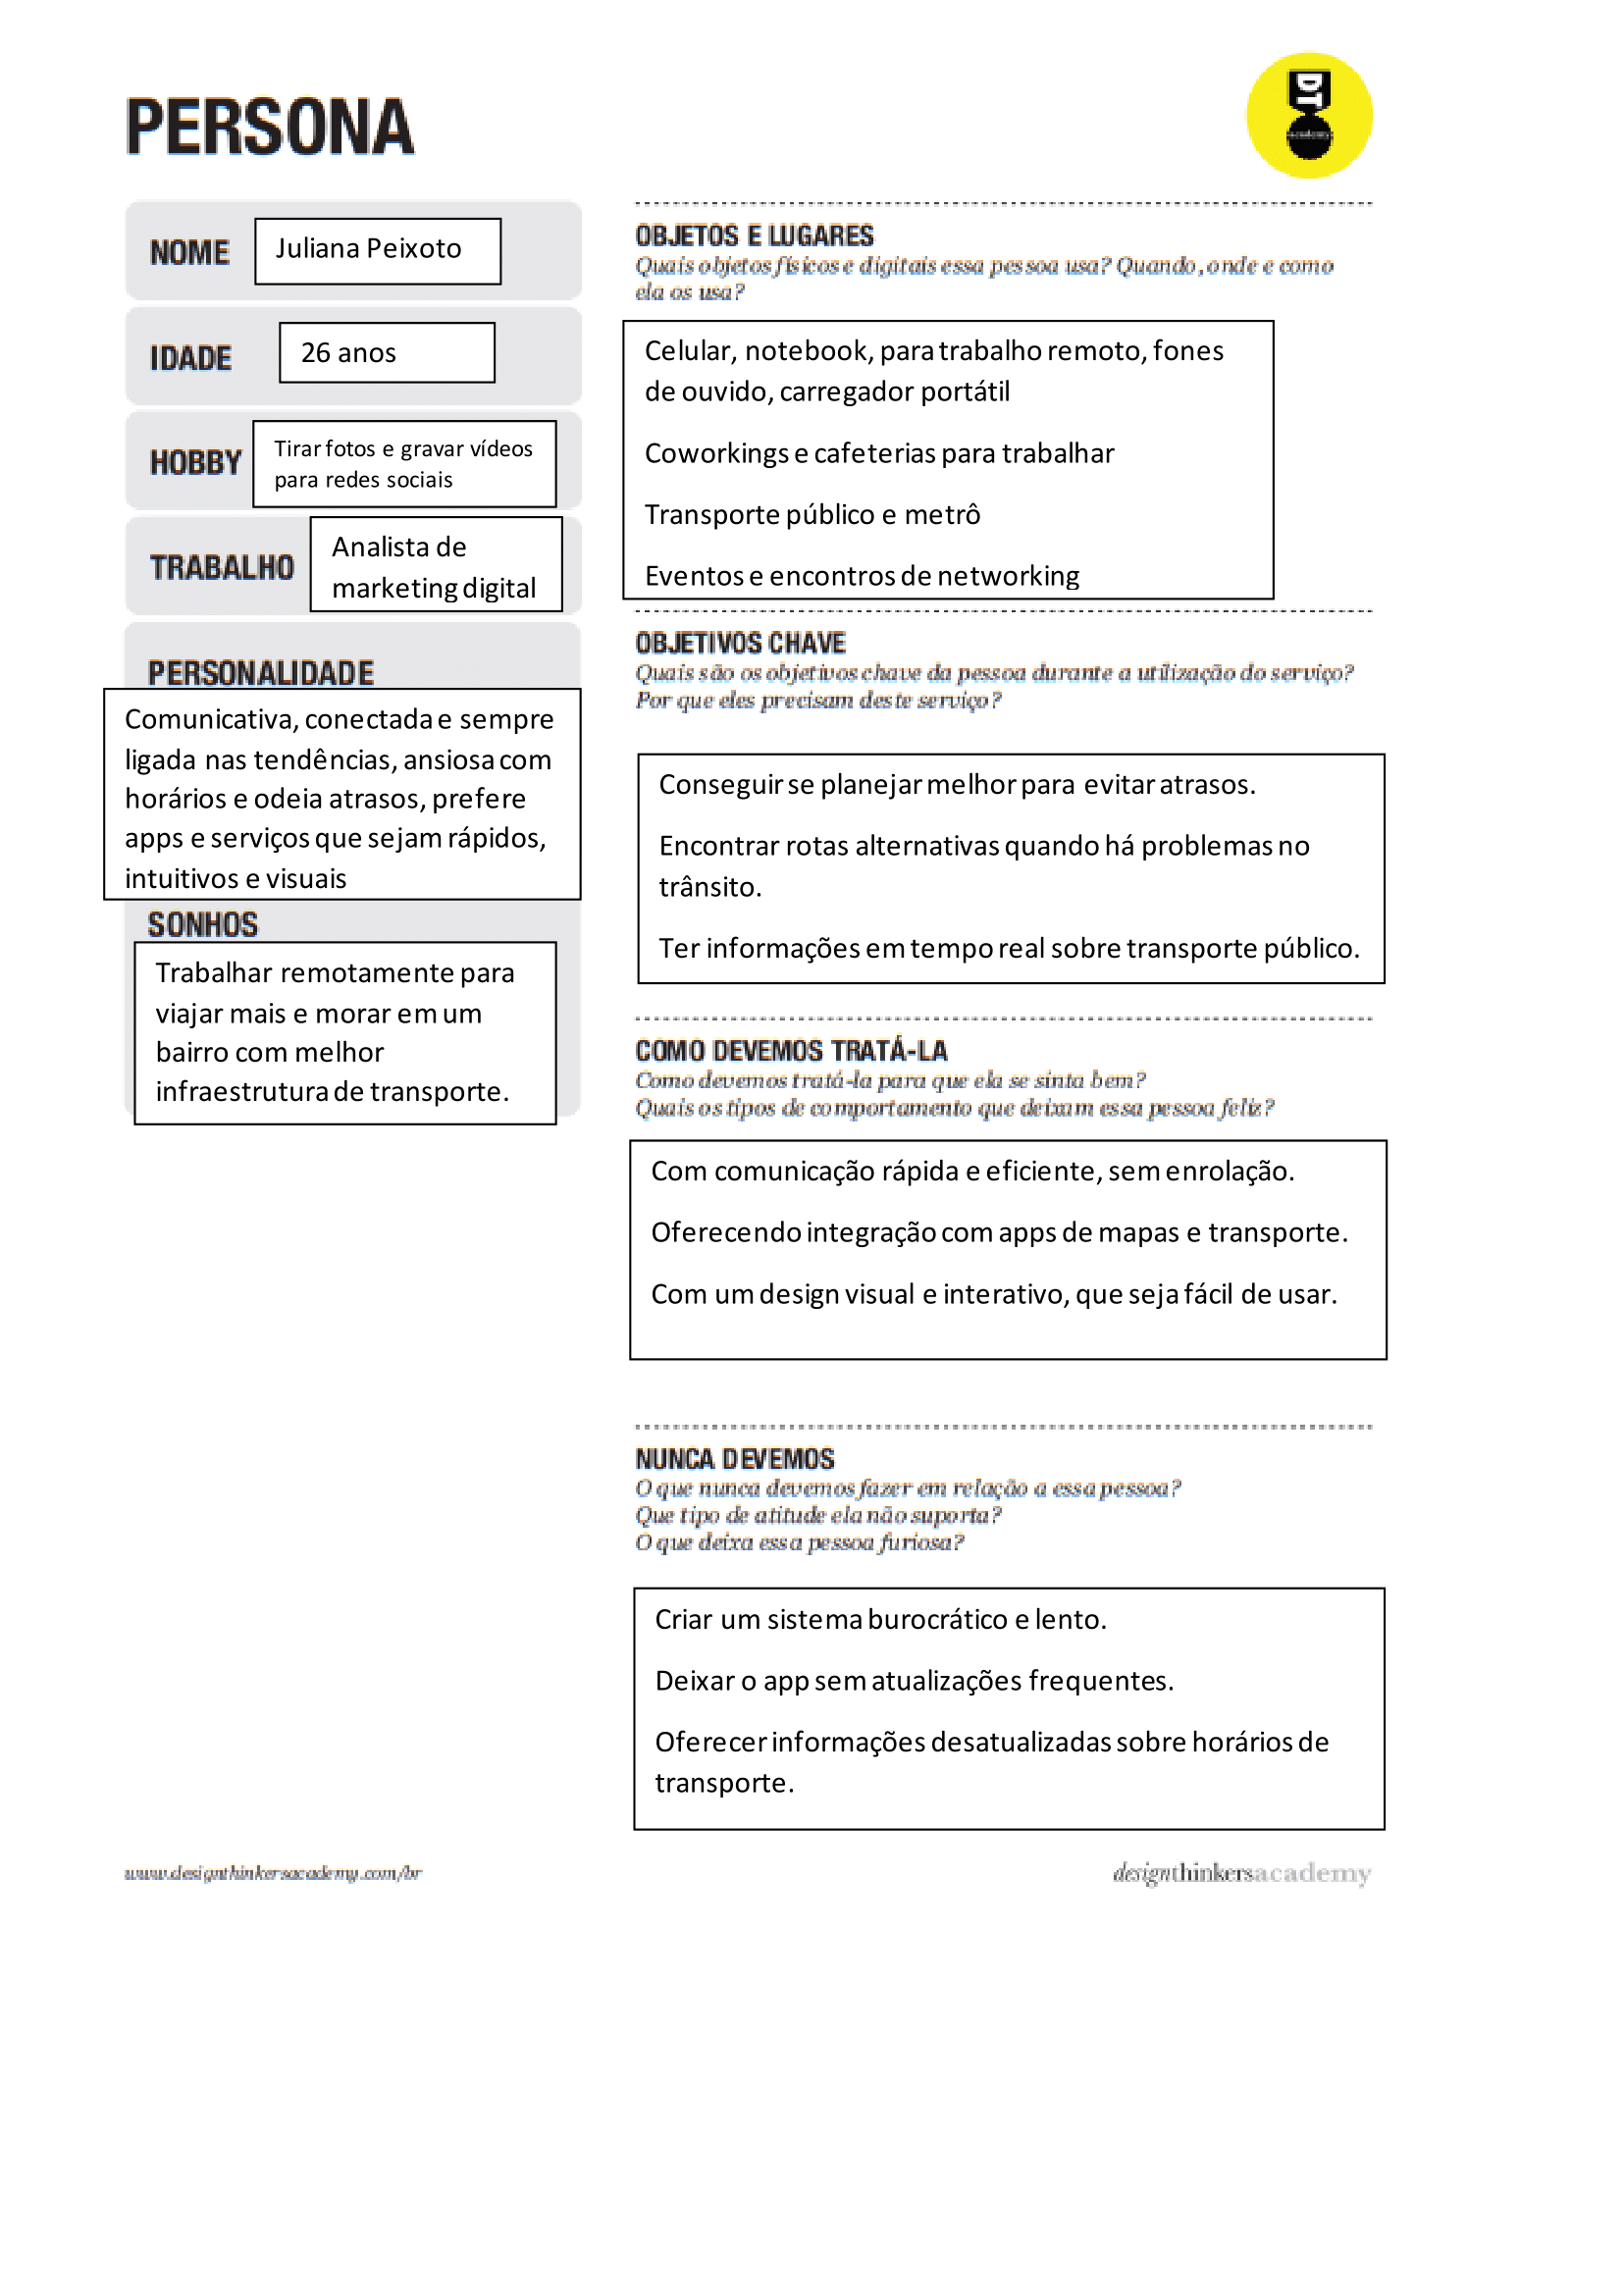 PERSONA
DT
academy
NOME
Juliana Peixoto
IDADE
26 anos
HOBBY
Tirar fotos e gravar vídeos
para redes sociais
TRABALHO
Analista de
marketing digital
PERSONALIDADE
Comunicativa, conectada e sempre
ligada nas tendências, ansiosa com
horários e odeia atrasos, prefere
apps e serviços que sejam rápidos,
intuitivos e visuais
SONHOS
Trabalhar remotamente para
viajar mais e morar em um
bairro com melhor
infraestrutura de transporte.
OBJETOS E LUGARES
Quais objetos físicos e digitais essa pessoa usa? Quando, onde e como
ela os usa?
Celular, notebook, para trabalho remoto, fones
de ouvido, carregador portátil
Coworkings e cafeterias para trabalhar
Transporte público e metrô
Eventos e encontros de networking
OBJETIVOS CHAVE
Quais são os objetivos chave da pessoa durante a utilização do serviço?
Por que eles precisam deste serviço?
Conseguir se planejar melhor para evitar atrasos.
Encontrar rotas alternativas quando há problemas no
trânsito.
Ter informações em tempo real sobre transporte público.
COMO DEVEMOS TRATÁ-LA
Como devemos tratá-la para que ela se sinta bem?
Quais os tipos de comportamento que deixam essa pessoa feliz?
Com comunicação rápida e eficiente, sem enrolação.
Oferecendo integração com apps de mapas e transporte.
Com um design visual e interativo, que seja fácil de usar.
NUNCA DEVEMOS
O que nunca devemos fazer em relação a essa pessoa?
Que tipo de atitude ela não suporta?
O que deixa essa pessoa furiosa?
Criar um sistema burocrático e lento.
Deixar o app sem atualizações frequentes.
Oferecer informações desatualizadas sobre horários de
transporte.
www.designthinkersacademy.com/br
designthinkersacademy